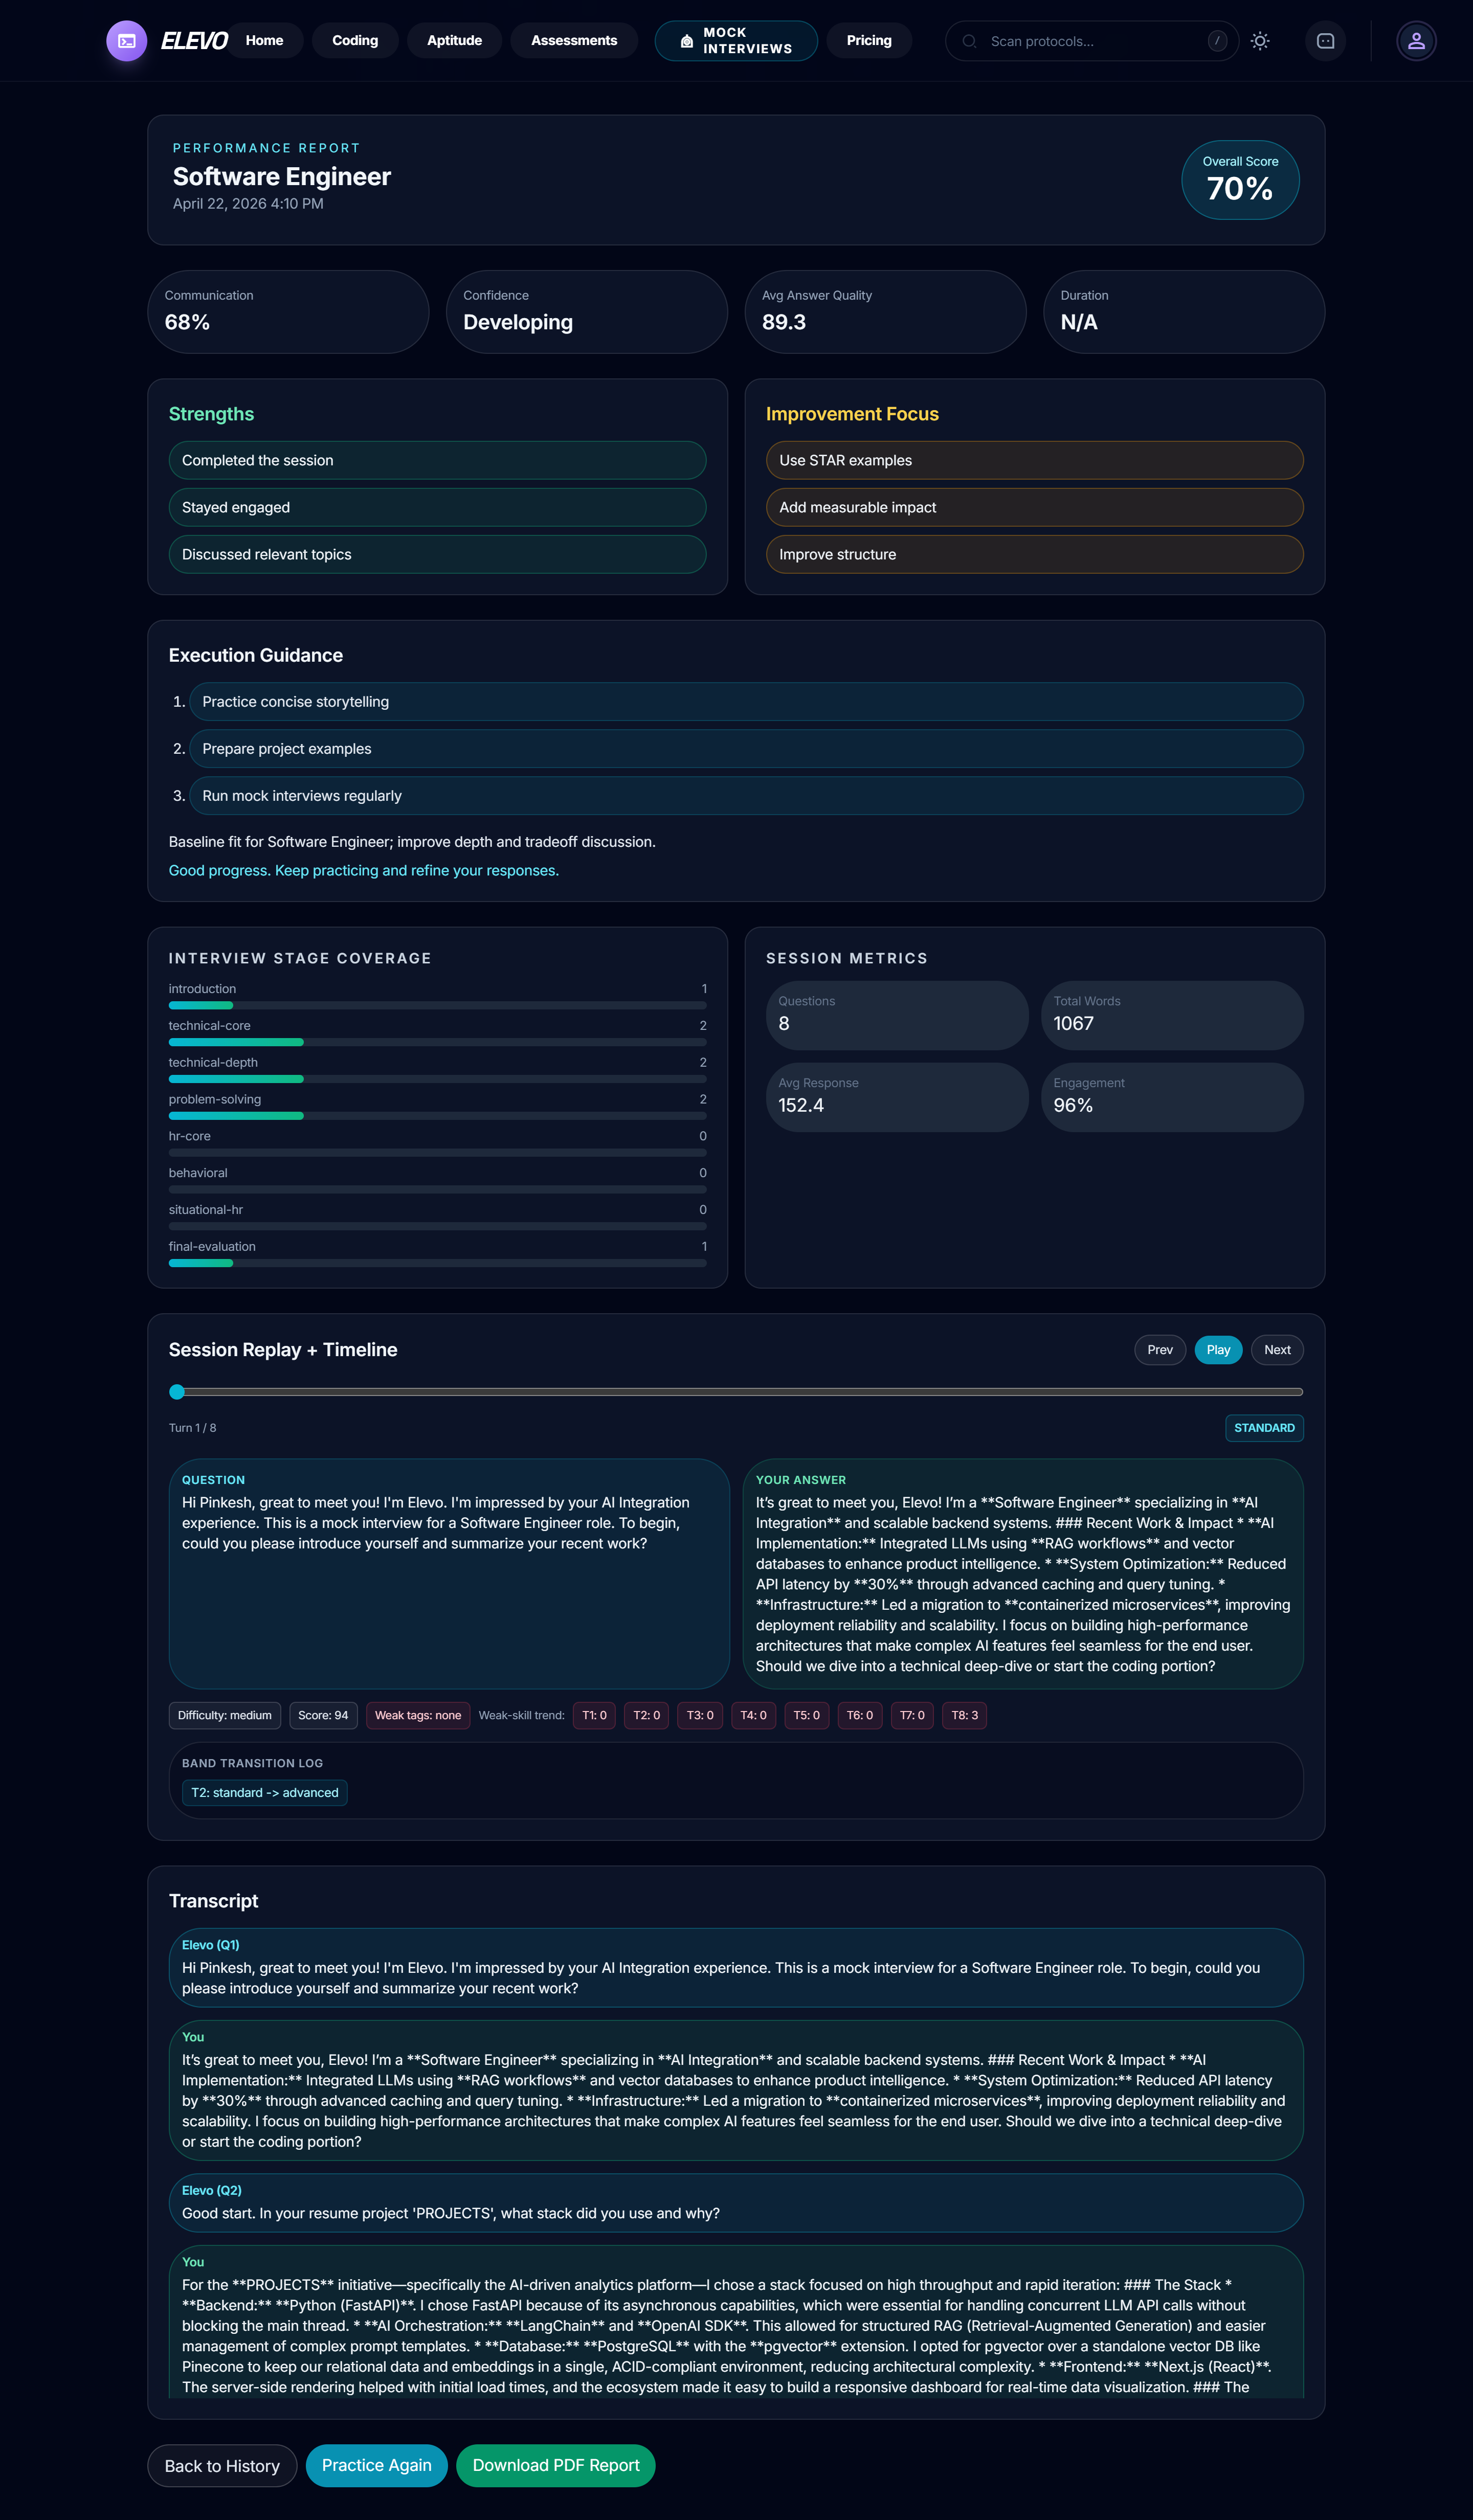 ELEVO
Home
Coding
Aptitude
Assessments
MOCK
INTERVIEWS
Pricing
Scan protocols...
/
PERFORMANCE REPORT
Software Engineer
April 22, 2026 4:10 PM
Overall Score
70%
Communication
68%
Confidence
Developing
Avg Answer Quality
89.3
Duration
N/A
Strengths
Completed the session
Stayed engaged
Discussed relevant topics
Improvement Focus
Use STAR examples
Add measurable impact
Improve structure
Execution Guidance
1. Practice concise storytelling
2. Prepare project examples
3. Run mock interviews regularly
Baseline fit for Software Engineer; improve depth and tradeoff discussion.
Good progress. Keep practicing and refine your responses.
INTERVIEW STAGE COVERAGE
introduction 1
technical-core 2
technical-depth 2
problem-solving 2
hr-core 0
behavioral 0
situational-hr 0
final-evaluation 1
SESSION METRICS
Questions
8
Total Words
1067
Avg Response
152.4
Engagement
96%
Session Replay + Timeline
Prev
Play
Next
Turn 1 / 8
STANDARD
QUESTION
Hi Pinkesh, great to meet you! I'm Elevo. I'm impressed by your AI Integration
experience. This is a mock interview for a Software Engineer role. To begin,
could you please introduce yourself and summarize your recent work?
YOUR ANSWER
It’s great to meet you, Elevo! I’m a **Software Engineer** specializing in **AI
Integration** and scalable backend systems. ### Recent Work & Impact * **AI
Implementation:** Integrated LLMs using **RAG workflows** and vector
databases to enhance product intelligence. * **System Optimization:** Reduced
API latency by **30%** through advanced caching and query tuning. *
**Infrastructure:** Led a migration to **containerized microservices**, improving
deployment reliability and scalability. I focus on building high-performance
architectures that make complex AI features feel seamless for the end user.
Should we dive into a technical deep-dive or start the coding portion?
Difficulty: medium
Score: 94
Weak tags: none
Weak-skill trend:
T1: 0
T2: 0
T3: 0
T4: 0
T5: 0
T6: 0
T7: 0
T8: 3
BAND TRANSITION LOG
T2: standard -> advanced
Transcript
Elevo (Q1)
Hi Pinkesh, great to meet you! I'm Elevo. I'm impressed by your AI Integration experience. This is a mock interview for a Software Engineer role. To begin, could you
please introduce yourself and summarize your recent work?
You
It’s great to meet you, Elevo! I’m a **Software Engineer** specializing in **AI Integration** and scalable backend systems. ### Recent Work & Impact * **AI
Implementation:** Integrated LLMs using **RAG workflows** and vector databases to enhance product intelligence. * **System Optimization:** Reduced API latency
by **30%** through advanced caching and query tuning. * **Infrastructure:** Led a migration to **containerized microservices**, improving deployment reliability and
scalability. I focus on building high-performance architectures that make complex AI features feel seamless for the end user. Should we dive into a technical deep-dive
or start the coding portion?
Elevo (Q2)
Good start. In your resume project 'PROJECTS', what stack did you use and why?
You
For the **PROJECTS** initiative—specifically the AI-driven analytics platform—I chose a stack focused on high throughput and rapid iteration: ### The Stack *
**Backend:** **Python (FastAPI)**. I chose FastAPI because of its asynchronous capabilities, which were essential for handling concurrent LLM API calls without
blocking the main thread. * **AI Orchestration:** **LangChain** and **OpenAI SDK**. This allowed for structured RAG (Retrieval-Augmented Generation) and easier
management of complex prompt templates. * **Database:** **PostgreSQL** with the **pgvector** extension. I opted for pgvector over a standalone vector DB like
Pinecone to keep our relational data and embeddings in a single, ACID-compliant environment, reducing architectural complexity. * **Frontend:** **Next.js (React)**.
The server-side rendering helped with initial load times, and the ecosystem made it easy to build a responsive dashboard for real-time data visualization. ### The
Back to History
Practice Again
Download PDF Report